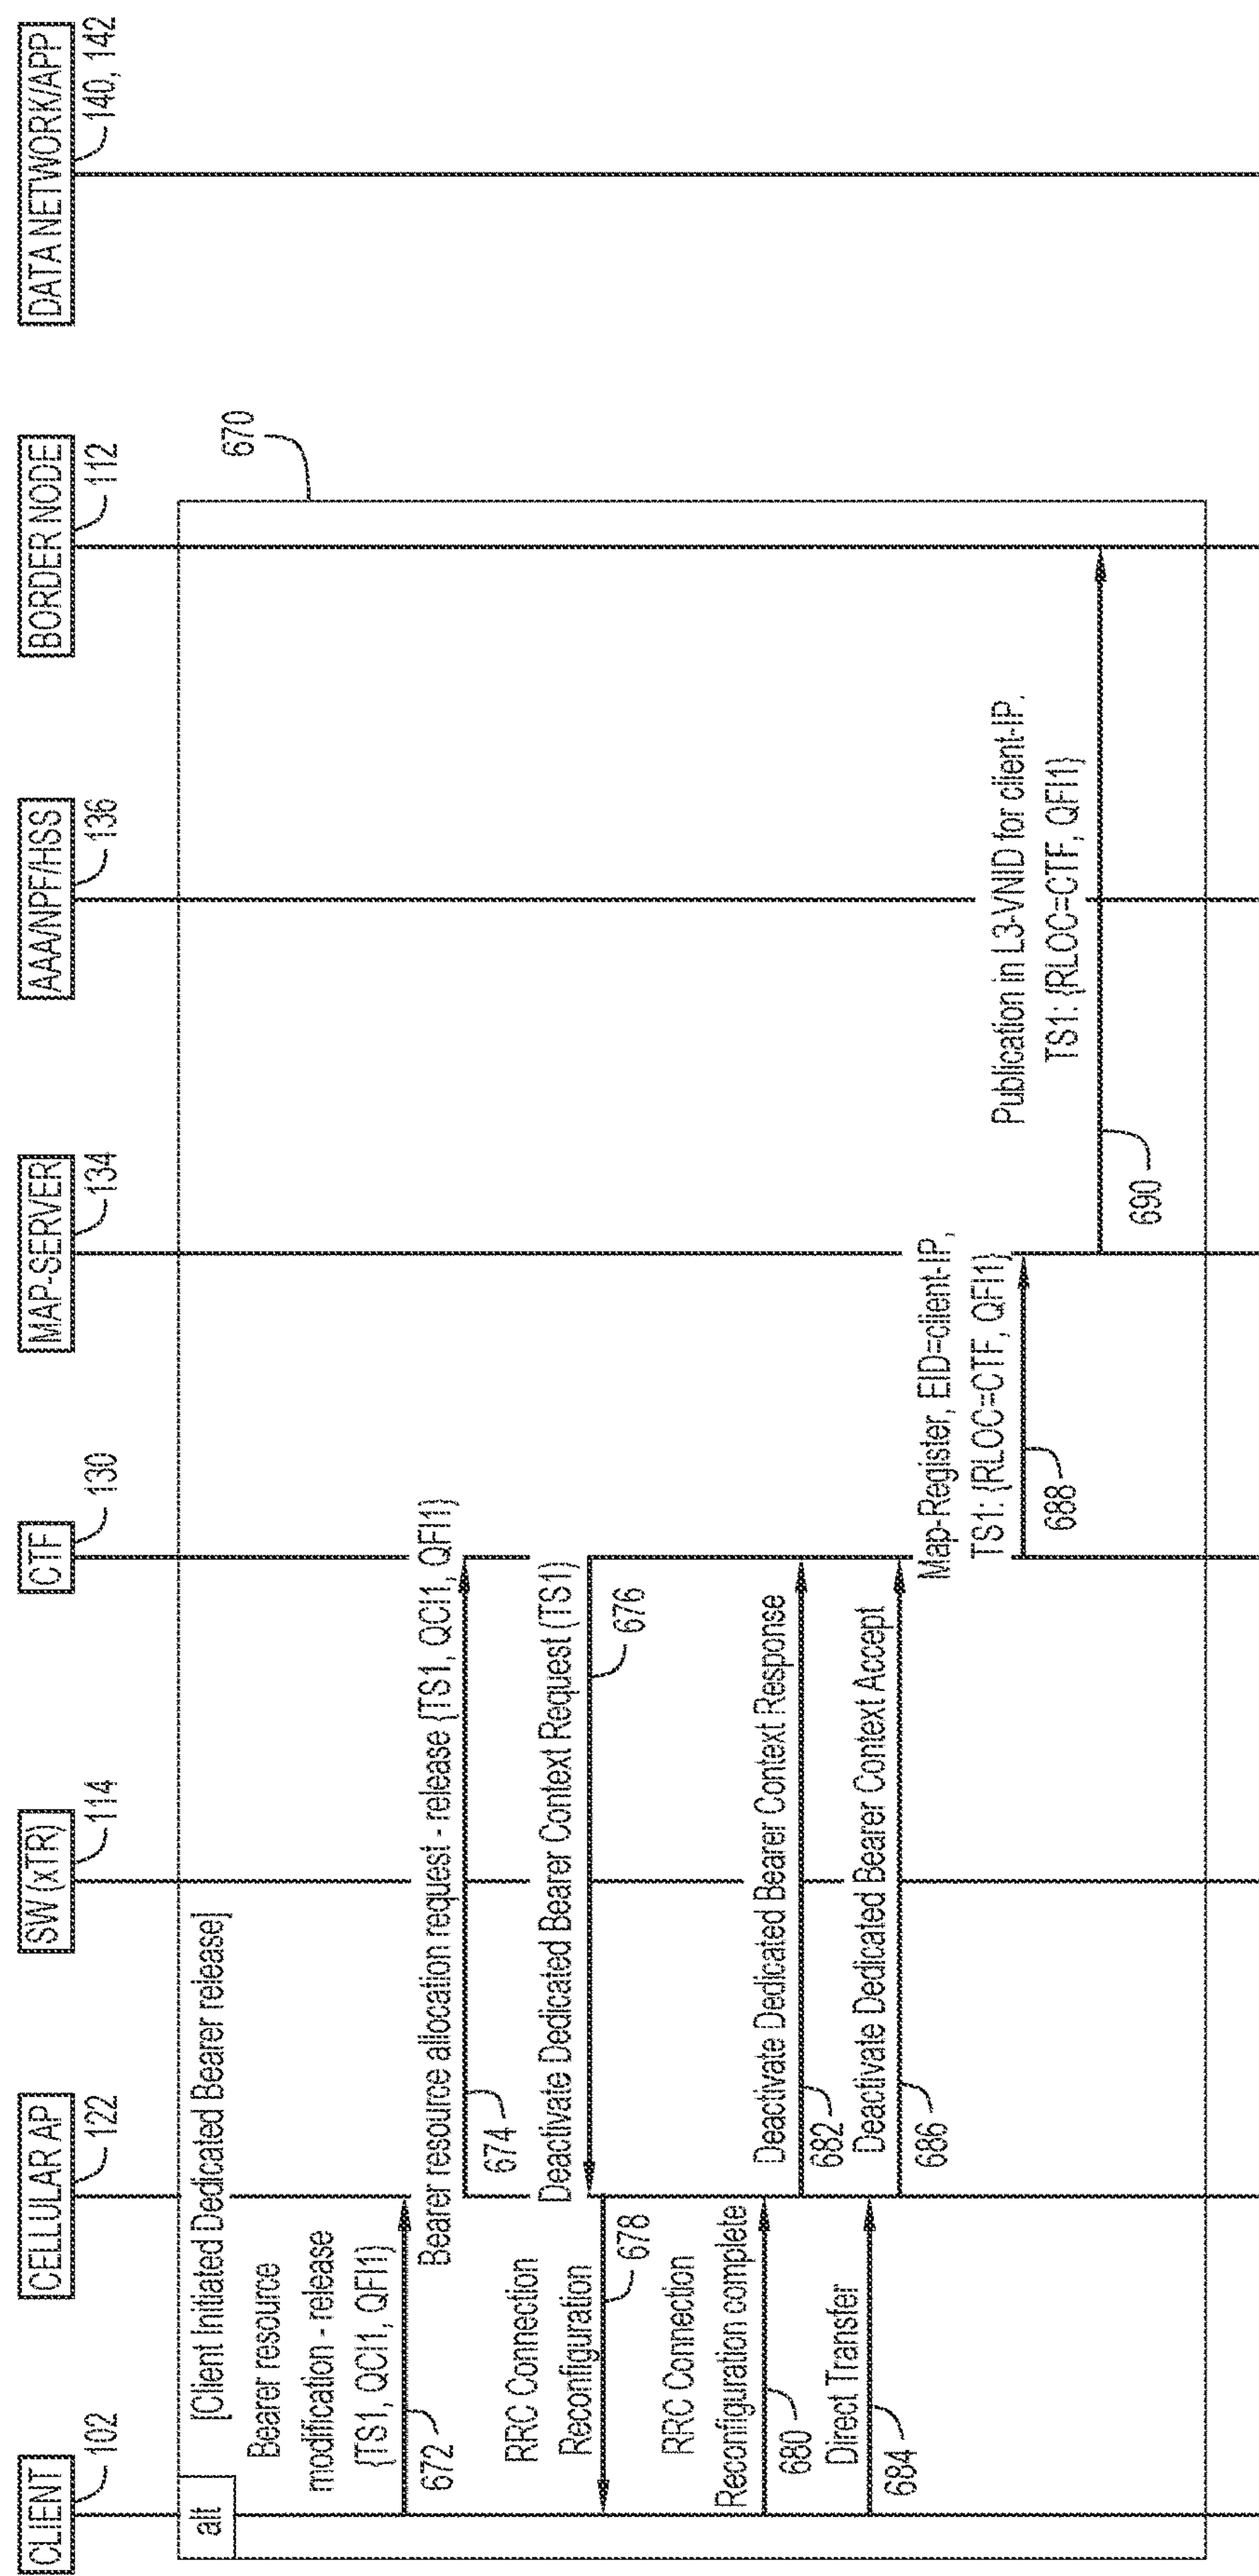 CLIENT
102
CELLULAR AP
122
SW (xTR)
114
CTF
130
MAP-SERVER
134
AAA/NPF/HSS
136
BORDER NODE
112
DATA NETWORK/APP
140, 142
alt
[Client Initiated Dedicated Bearer release]
670
Bearer resource
modification - release
{TS1, QCI1, QFI1}
672
Bearer resource allocation request - release {TS1, QCI1, QFI1}
674
Deactivate Dedicated Bearer Context Request (TS1)
676
RRC Connection
Reconfiguration
678
RRC Connection
Reconfiguration complete
680
Deactivate Dedicated Bearer Context Response
682
Direct Transfer
684
Deactivate Dedicated Bearer Context Accept
686
Map-Register, EID=client-IP,
TS1: {RLOC=CTF, QFI1}
688
Publication in L3-VNID for client-IP.
TS1: {RLOC=CTF, QFI1}
690